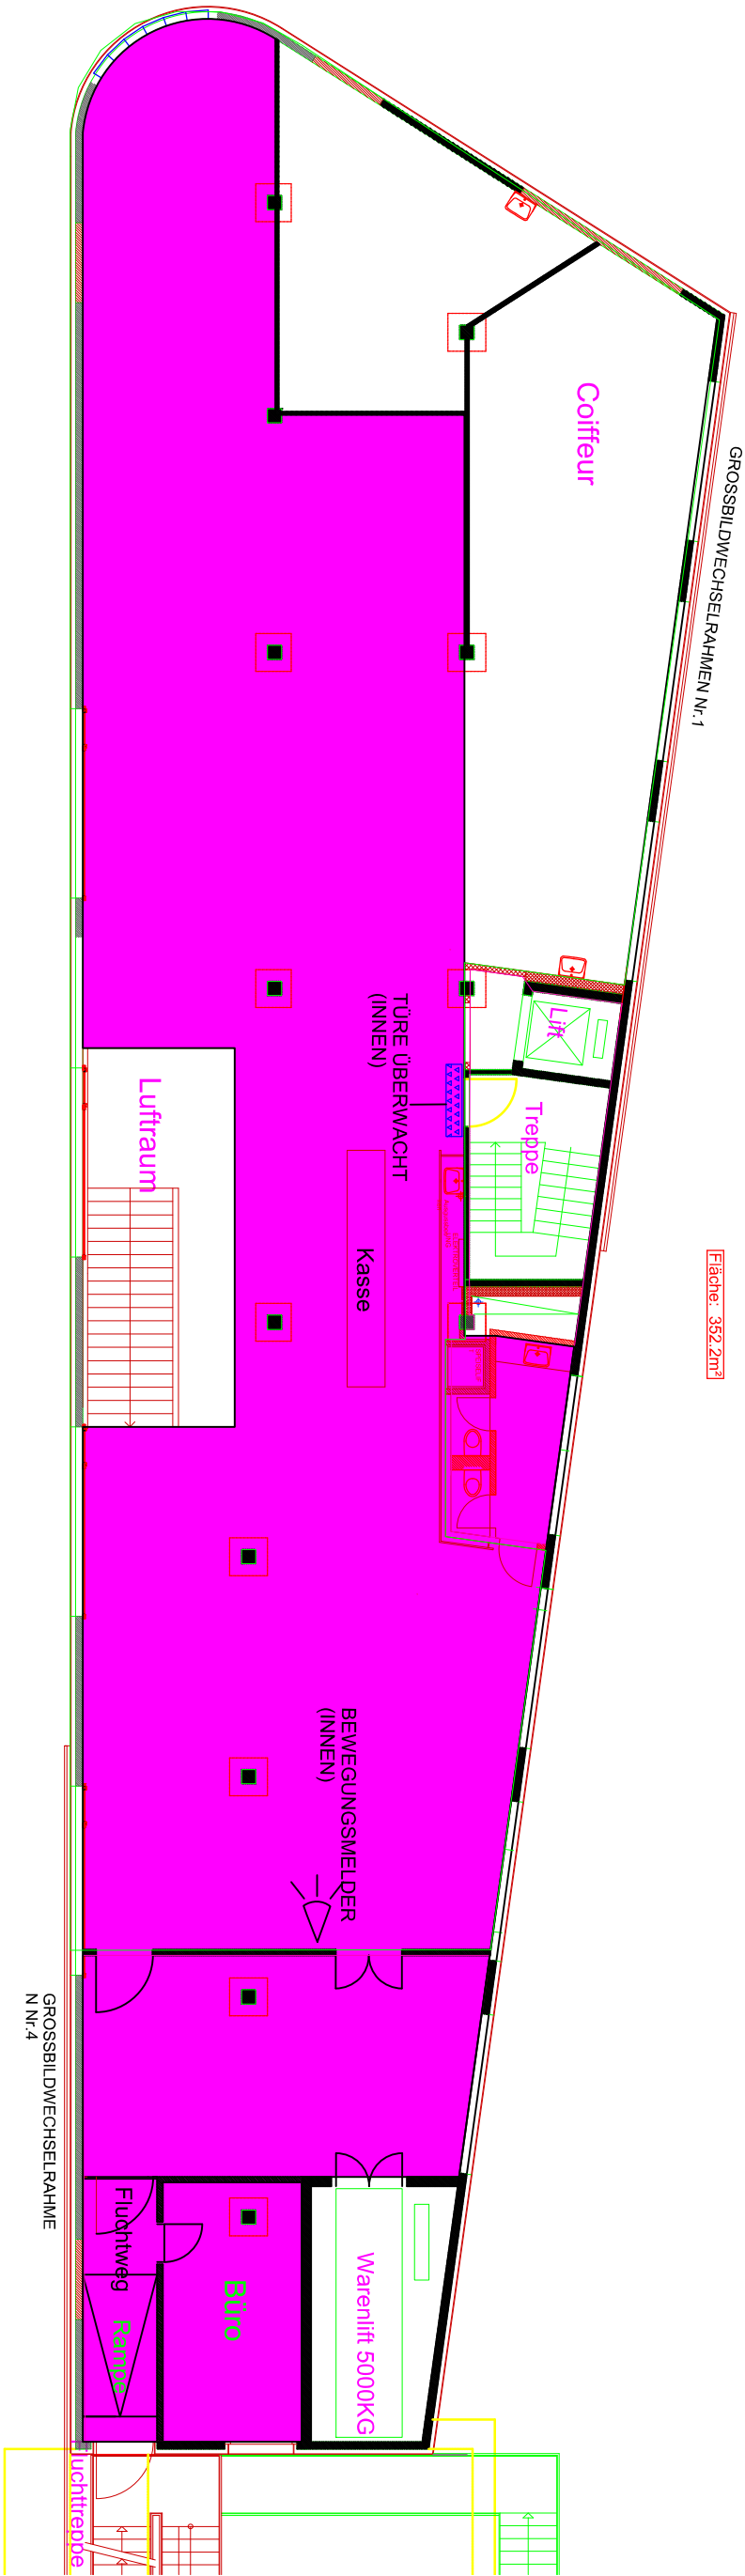 Coiffeur
GROSSBILDWECHSELRAHMEN Nr.1
Lift
TÜRE ÜBERWACHT
(INNEN)
Treppe
Luftraum
Kasse
Fläche: 352.2m²
BEWEGUNGSMELDER
(INNEN)
GROSSBILDWECHSELRAHME
N Nr.4
Fluchtweg
Rampe
Büro
Warenlift 5000KG
luchttreppe